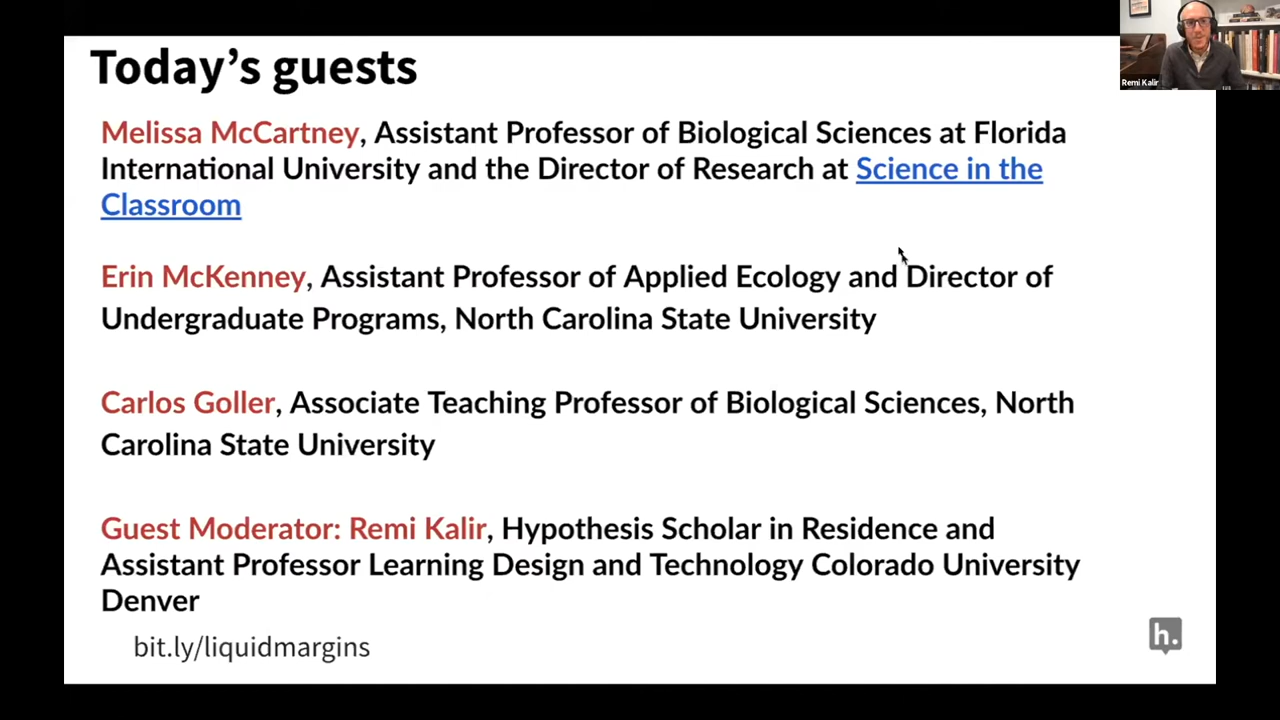 Today's guests
Melissa McCartney, Assistant Professor of Biological Sciences at Florida
International University and the Director of Research at Science in the
Classroom
Erin McKenney, Assistant Professor of Applied Ecology and Director of
Undergraduate Programs, North Carolina State University
Carlos Goller, Associate Teaching Professor of Biological Sciences, North
Carolina State University
Guest Moderator: Remi Kalir, Hypothesis Scholar in Residence and
Assistant Professor Learning Design and Technology Colorado University
Denver
bit.ly/liquidmargins
h.
Remi Kalir